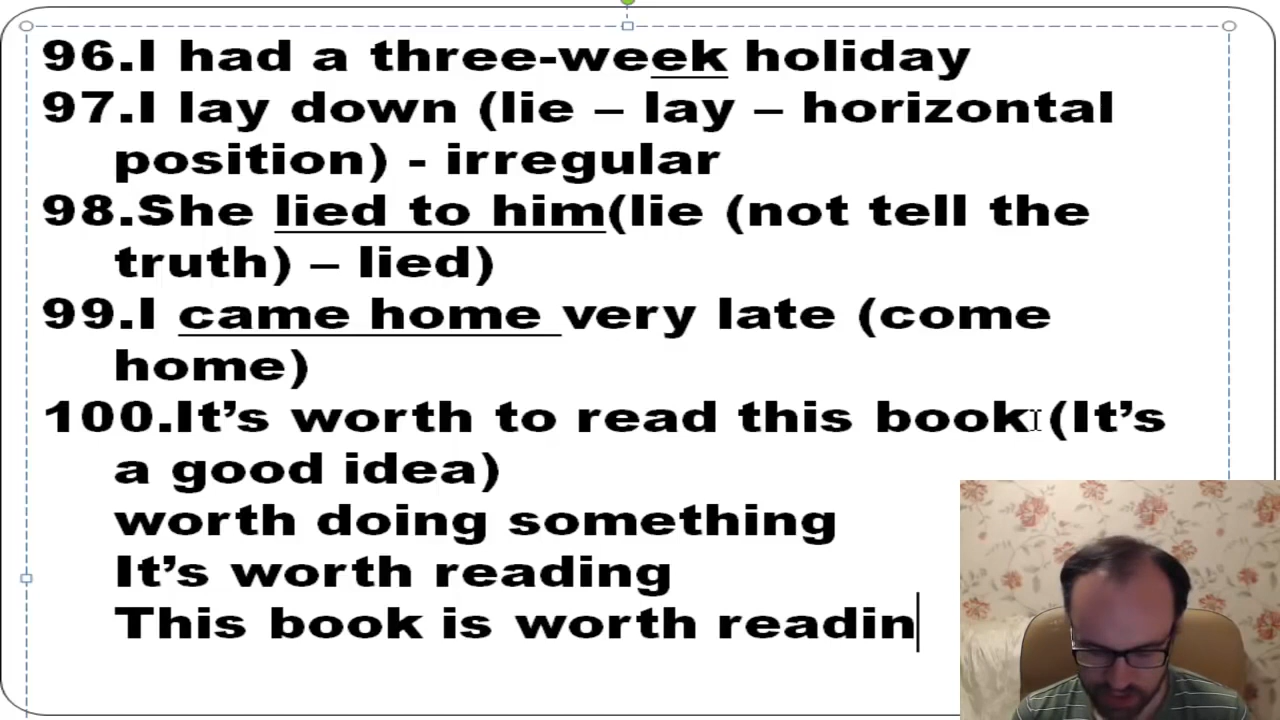 96.I had a three-week holiday
97.I lay down (lie – lay – horizontal
position) - irregular
98.She lied to him(lie (not tell the
truth) – lied)
99.I came home very late (come
home)
100.It’s worth to read this book (It’s
a good idea)
worth doing something
It’s worth reading
This book is worth readin